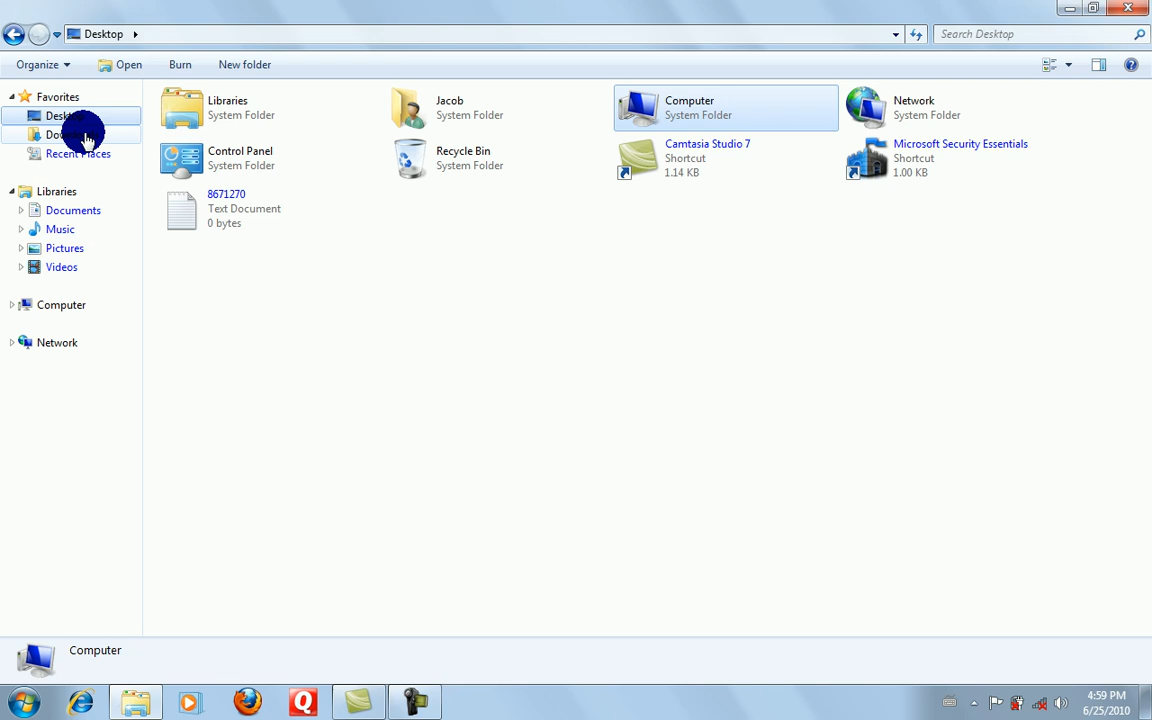 Desktop
Search Desktop
Organize
Open
Burn
New folder
Favorites
Recent Places
Libraries
Documents
Music
Pictures
Videos
Computer
Network
Libraries
System Folder
Jacob
System Folder
Computer
System Folder
Network
System Folder
Control Panel
System Folder
Recycle Bin
System Folder
Camtasia Studio 7
Shortcut
1.14 KB
Microsoft Security Essentials
Shortcut
1.00 KB
8671270
Text Document
0 bytes
Computer
4:59 PM
6/25/2010